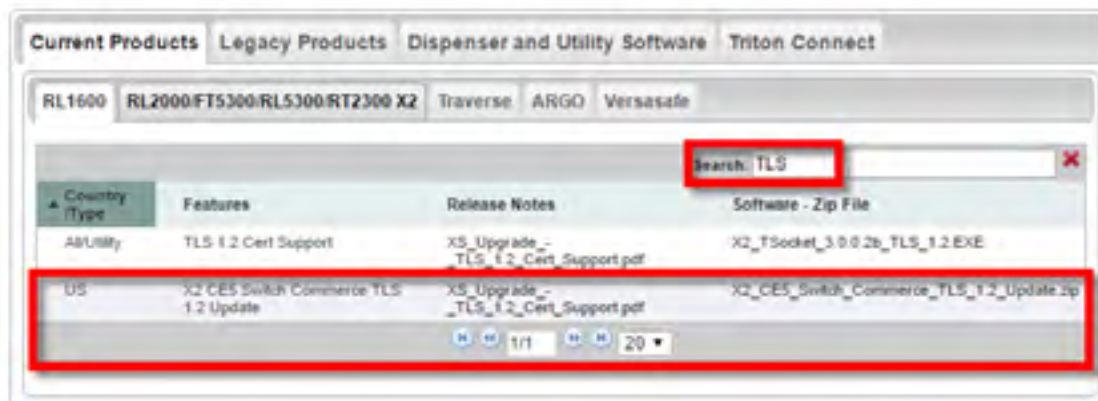 Current Products Legacy Products Dispenser and Utility Software Triton Connect
RL1600 RL2000/FT5300/RL5300/RT2300 X2 Traverse ARGO Versasafe
Search: TLS
Country /Type Features Release Notes Software - Zip File
All/Utility TLS 1.2 Cert Support XS_Upgrade_- X2_TSocket_3.0.0.2b_TLS_1.2.EXE
_TLS_1.2_Cert_Support.pdf
US X2 CE5 Switch Commerce TLS XS_Upgrade_- X2_CE5_Switch_Commerce_TLS_1.2_Update.zip
1.2 Update _TLS_1.2_Cert_Support.pdf
1/1 20